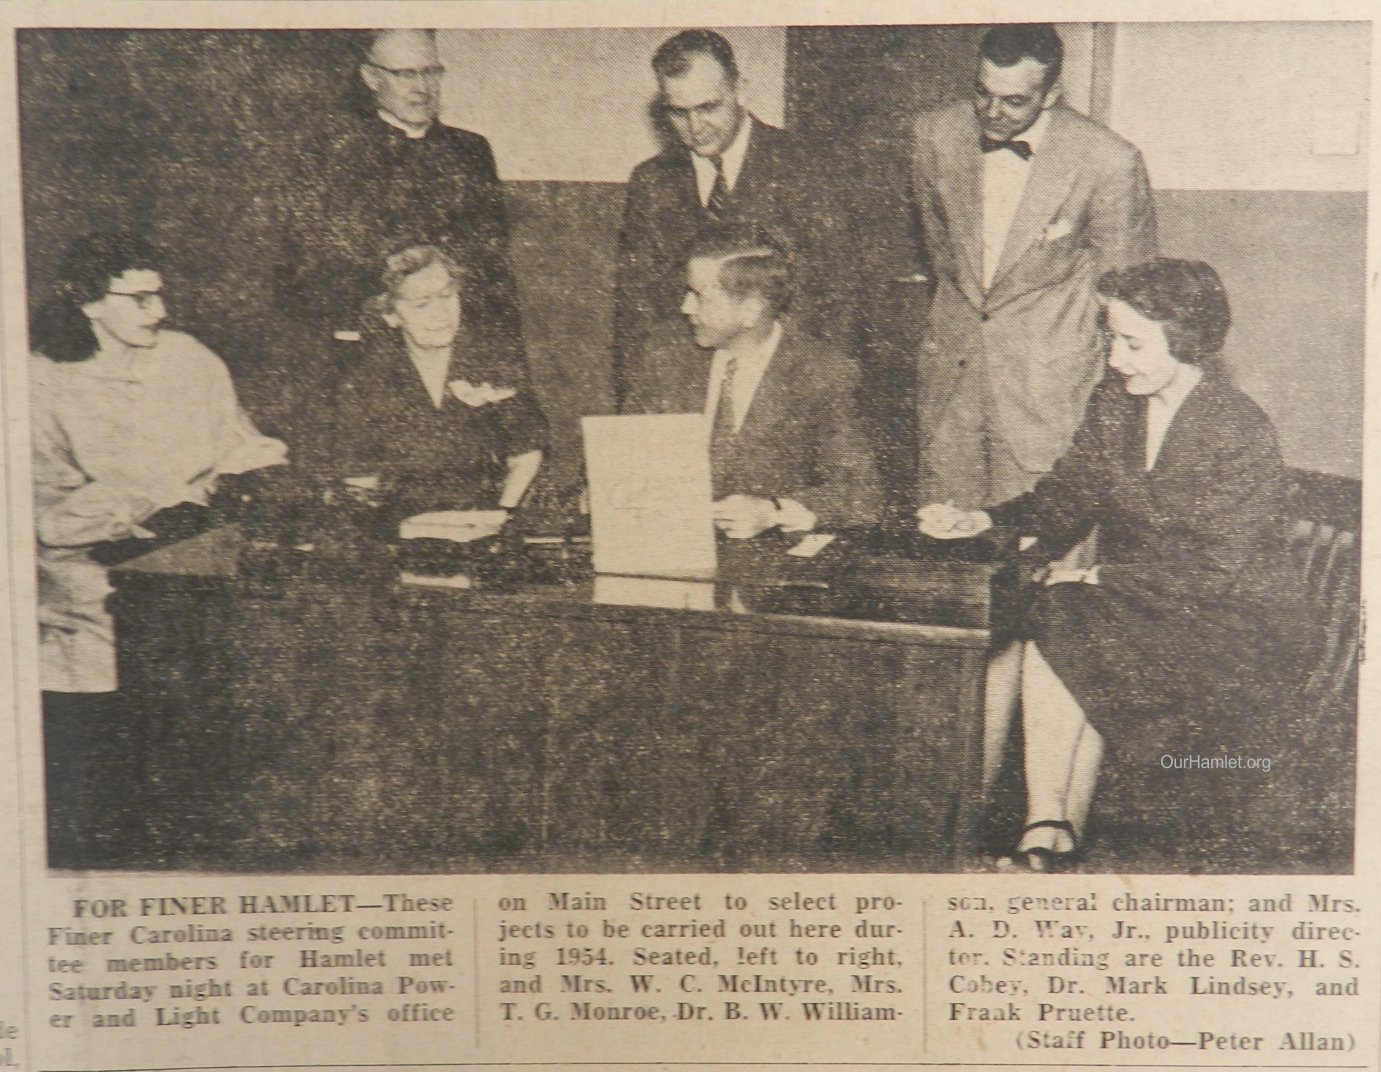 OurHamlet.org
FOR FINER HAMLET—These
Finer Carolina steering commit-
tee members for Hamlet met
Saturday night at Carolina Pow-
er and Light Company's office
on Main Street to select pro-
jects to be carried out here dur-
ing 1954. Seated, left to right,
and Mrs. W. C. McIntyre, Mrs.
T. G. Monroe, Dr. B. W. William-
son, general chairman; and Mrs.
A. D. Way, Jr., publicity direc-
tor. Standing are the Rev. H. S.
Cobey, Dr. Mark Lindsey, and
Frank Pruette.
(Staff Photo—Peter Allan)